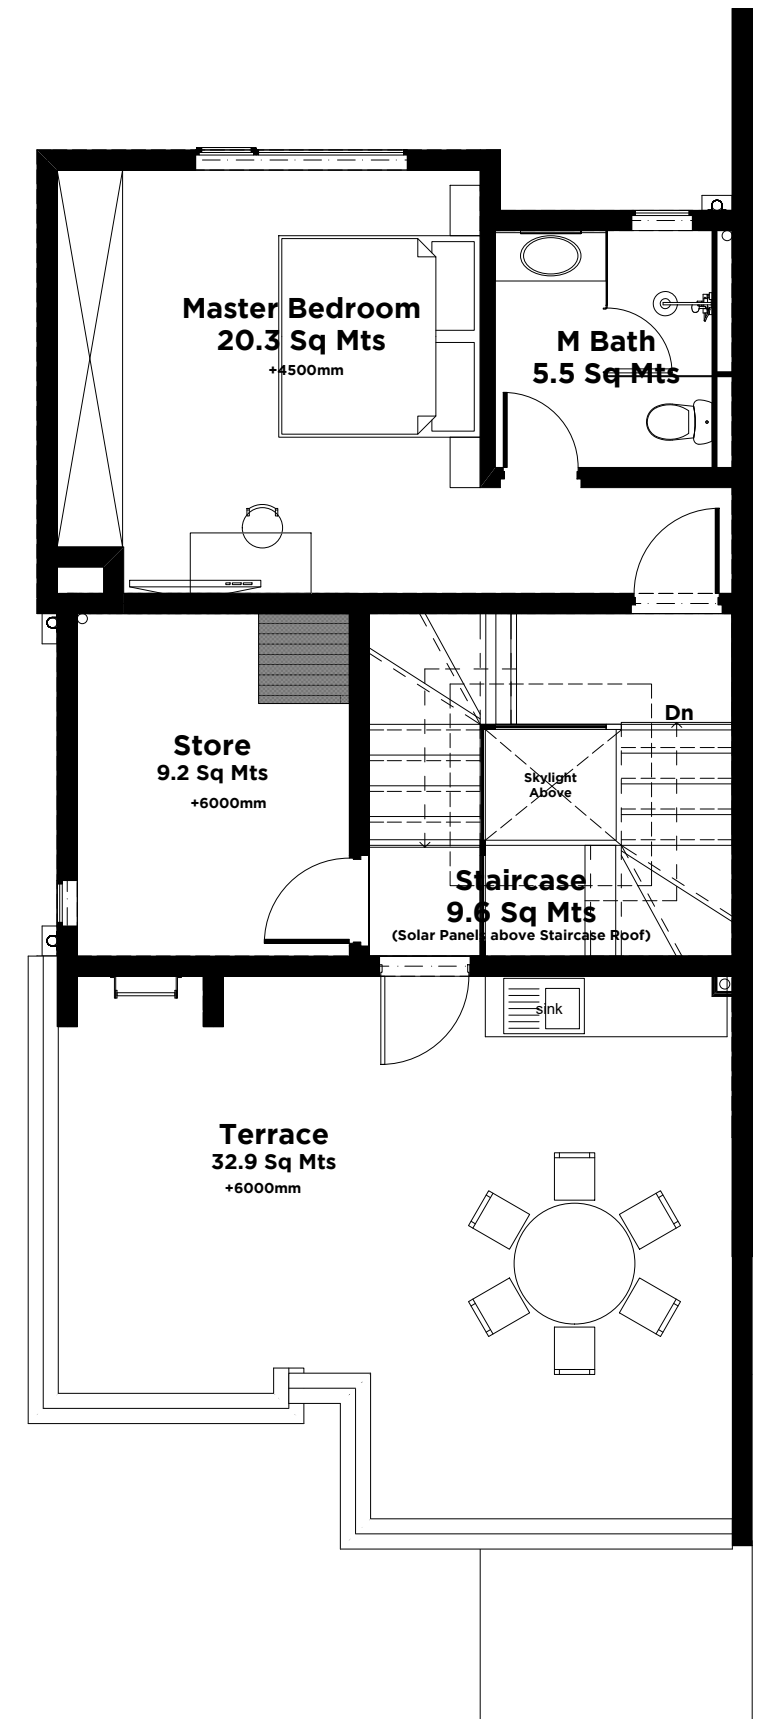 Master Bedroom
20.3 Sq Mts
+4500mm
M Bath
5.5 Sq Mts
Dn
Store
9.2 Sq Mts
+6000mm
Skylight
Above
Staircase
9.6 Sq Mts
(Solar Panels above Staircase Roof)
sink
Terrace
32.9 Sq Mts
+6000mm